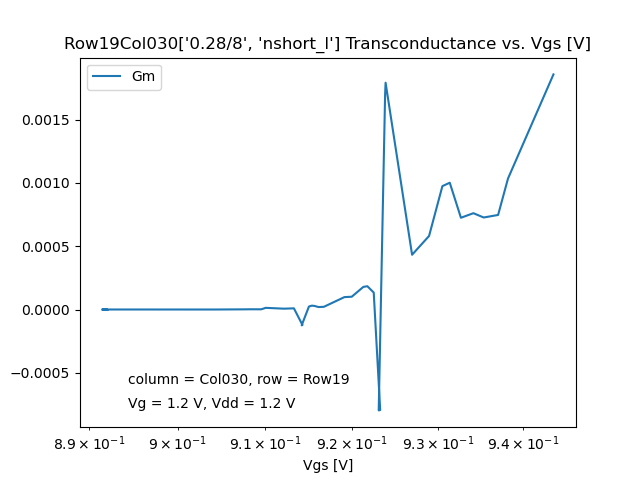 Row19Col030['0.28/8', 'nshort_l'] Transconductance vs. Vgs [V]
Gm
0.0015
0.0010
0.0005
0.0000
−0.0005
column = Col030, row = Row19
Vg = 1.2 V, Vdd = 1.2 V
8.9 × 10⁻¹ 9 × 10⁻¹ 9.1 × 10⁻¹ 9.2 × 10⁻¹ 9.3 × 10⁻¹ 9.4 × 10⁻¹
Vgs [V]